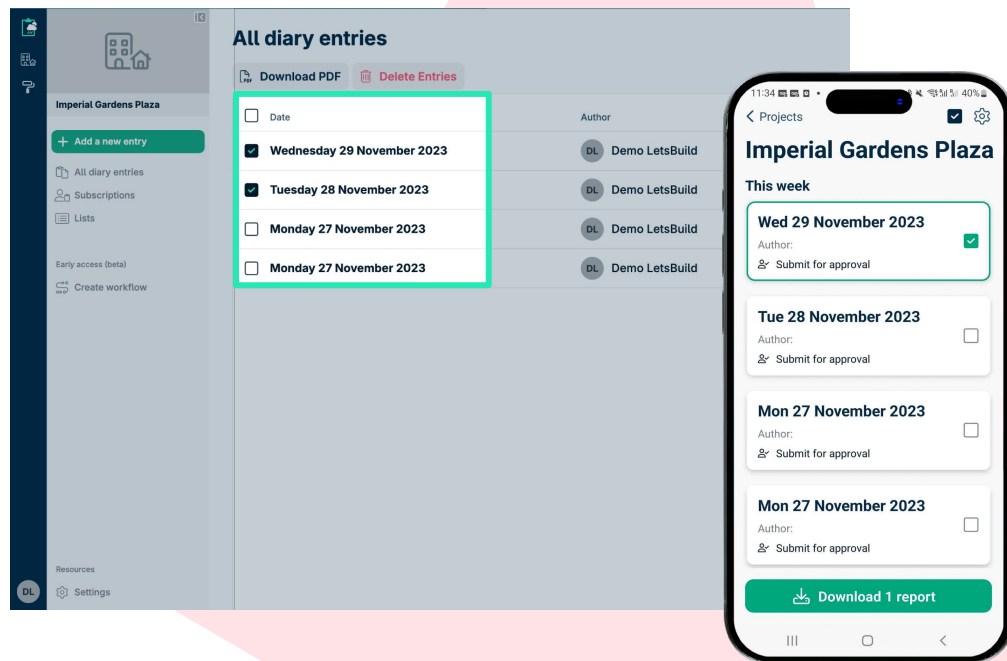 All diary entries
Download PDF
Delete Entries
Imperial Gardens Plaza
+ Add a new entry
All diary entries
Subscriptions
Lists
Early access (beta)
Create workflow
Resources
DL
Settings
Date
Author
Wednesday 29 November 2023
DL Demo LetsBuild
Tuesday 28 November 2023
DL Demo LetsBuild
Monday 27 November 2023
DL Demo LetsBuild
Monday 27 November 2023
DL Demo LetsBuild
11:34
40%
Projects
Imperial Gardens Plaza
This week
Wed 29 November 2023
Author:
Submit for approval
Tue 28 November 2023
Author:
Submit for approval
Mon 27 November 2023
Author:
Submit for approval
Mon 27 November 2023
Author:
Submit for approval
Download 1 report